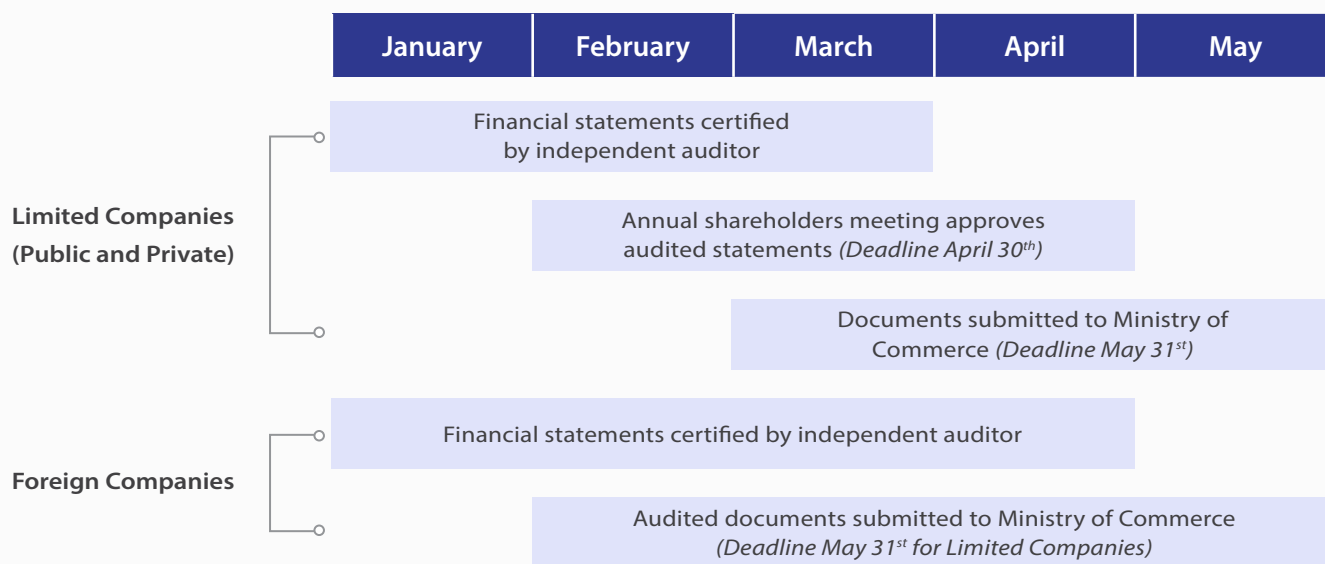 January February March April May
Financial statements certified
by independent auditor
Limited Companies
(Public and Private)
Annual shareholders meeting approves
audited statements (Deadline April 30th)
Documents submitted to Ministry of
Commerce (Deadline May 31st)
Foreign Companies
Financial statements certified by independent auditor
Audited documents submitted to Ministry of Commerce
(Deadline May 31st for Limited Companies)